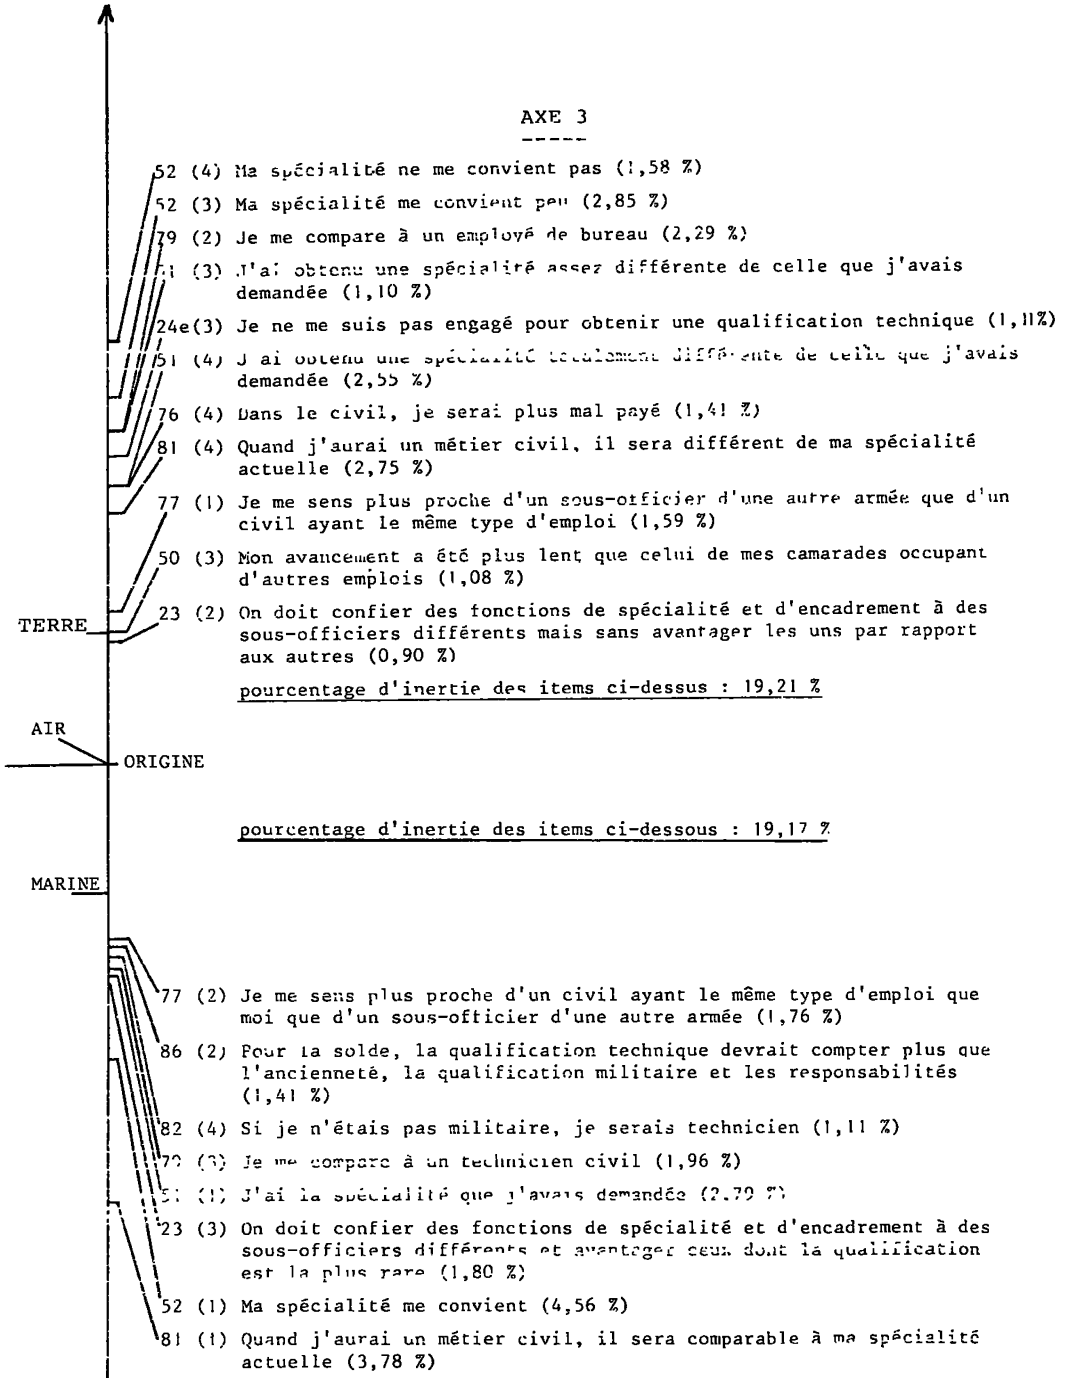 AXE 3
-----
52 (4) Ma spécialité ne me convient pas (1,58 %)
52 (3) Ma spécialité me convient peu (2,85 %)
79 (2) Je me compare à un employé de bureau (2,29 %)
51 (3) J'ai obtenu une spécialité assez différente de celle que j'avais
demandée (1,10 %)
24e(3) Je ne me suis pas engagé pour obtenir une qualification technique (1,11%)
51 (4) J'ai obtenu une spécialité totalement différente de celle que j'avais
demandée (2,55 %)
76 (4) Dans le civil, je serai plus mal payé (1,41 %)
81 (4) Quand j'aurai un métier civil, il sera différent de ma spécialité
actuelle (2,75 %)
77 (1) Je me sens plus proche d'un sous-officier d'une autre armée que d'un
civil ayant le même type d'emploi (1,59 %)
50 (3) Mon avancement a été plus lent que celui de mes camarades occupant
d'autres emplois (1,08 %)
TERRE
23 (2) On doit confier des fonctions de spécialité et d'encadrement à des
sous-officiers différents mais sans avantager les uns par rapport
aux autres (0,90 %)
pourcentage d'inertie des items ci-dessus : 19,21 %
AIR
ORIGINE
pourcentage d'inertie des items ci-dessous : 19,17 %
MARINE
77 (2) Je me sens plus proche d'un civil ayant le même type d'emploi que
moi que d'un sous-officier d'une autre armée (1,76 %)
86 (2) Pour la solde, la qualification technique devrait compter plus que
l'ancienneté, la qualification militaire et les responsabilités
(1,41 %)
82 (4) Si je n'étais pas militaire, je serais technicien (1,11 %)
79 (3) Je me compare à un technicien civil (1,96 %)
51 (1) J'ai la spécialité que j'avais demandée (2,79 %)
23 (3) On doit confier des fonctions de spécialité et d'encadrement à des
sous-officiers différents et avantager ceux dont la qualification
est la plus rare (1,80 %)
52 (1) Ma spécialité me convient (4,56 %)
81 (1) Quand j'aurai un métier civil, il sera comparable à ma spécialité
actuelle (3,78 %)